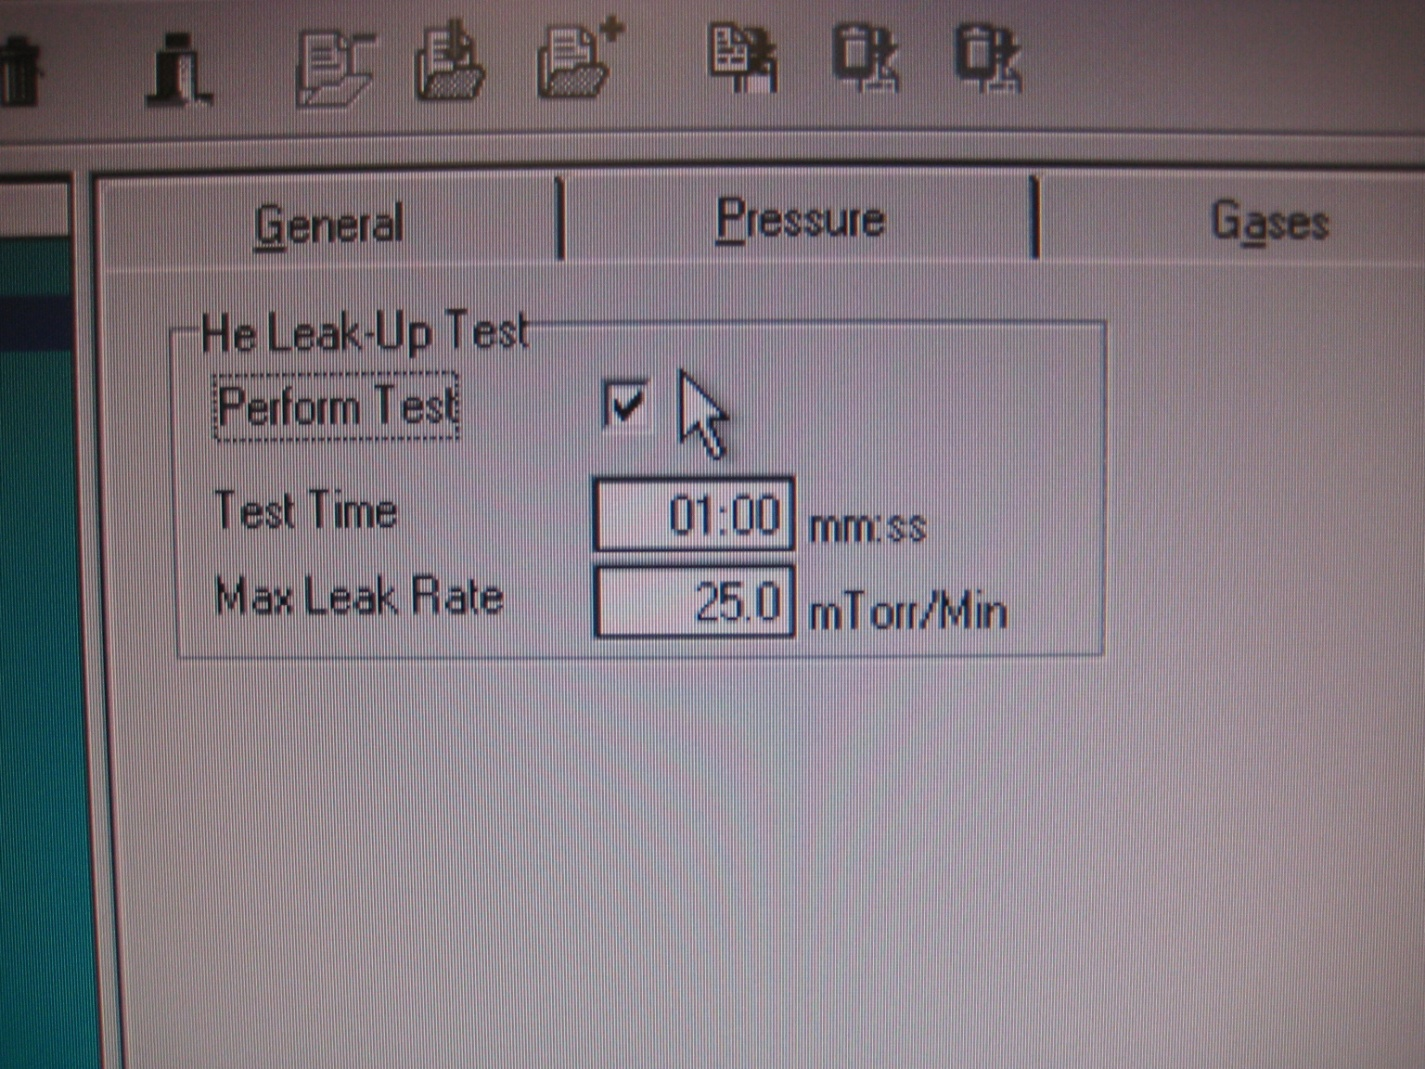 General Pressure Gases
He Leak-Up Test
Perform Test
Test Time 01:00 mm:ss
Max Leak Rate 25.0 mTorr/Min